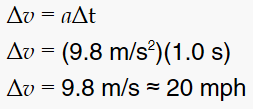 Δv = aΔt
Δv = (9.8 m/s²)(1.0 s)
Δv = 9.8 m/s ≈ 20 mph